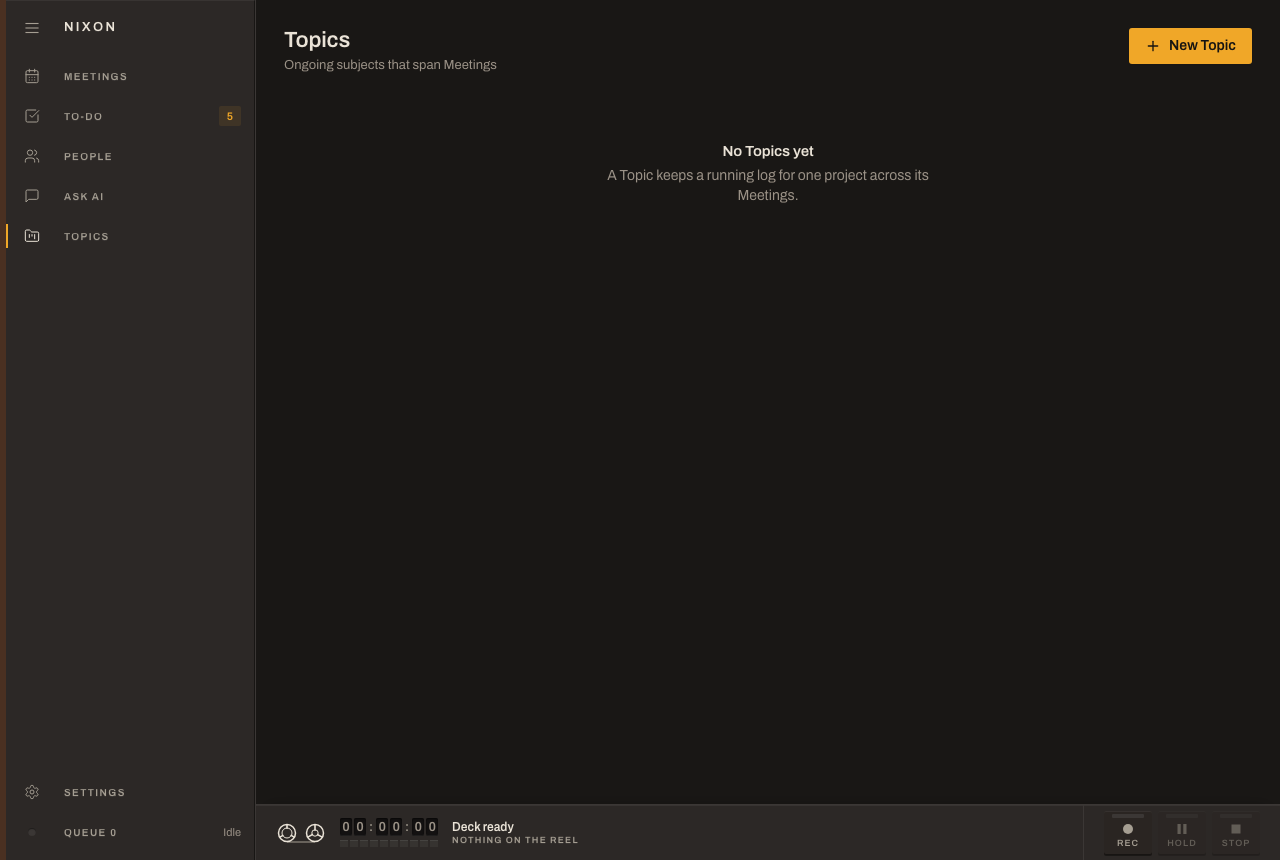 NIXON
MEETINGS
TO-DO 5
PEOPLE
ASK AI
TOPICS
SETTINGS
QUEUE 0 Idle
Topics
Ongoing subjects that span Meetings
New Topic
No Topics yet
A Topic keeps a running log for one project across its
Meetings.
00:00:00
Deck ready
NOTHING ON THE REEL
REC HOLD STOP